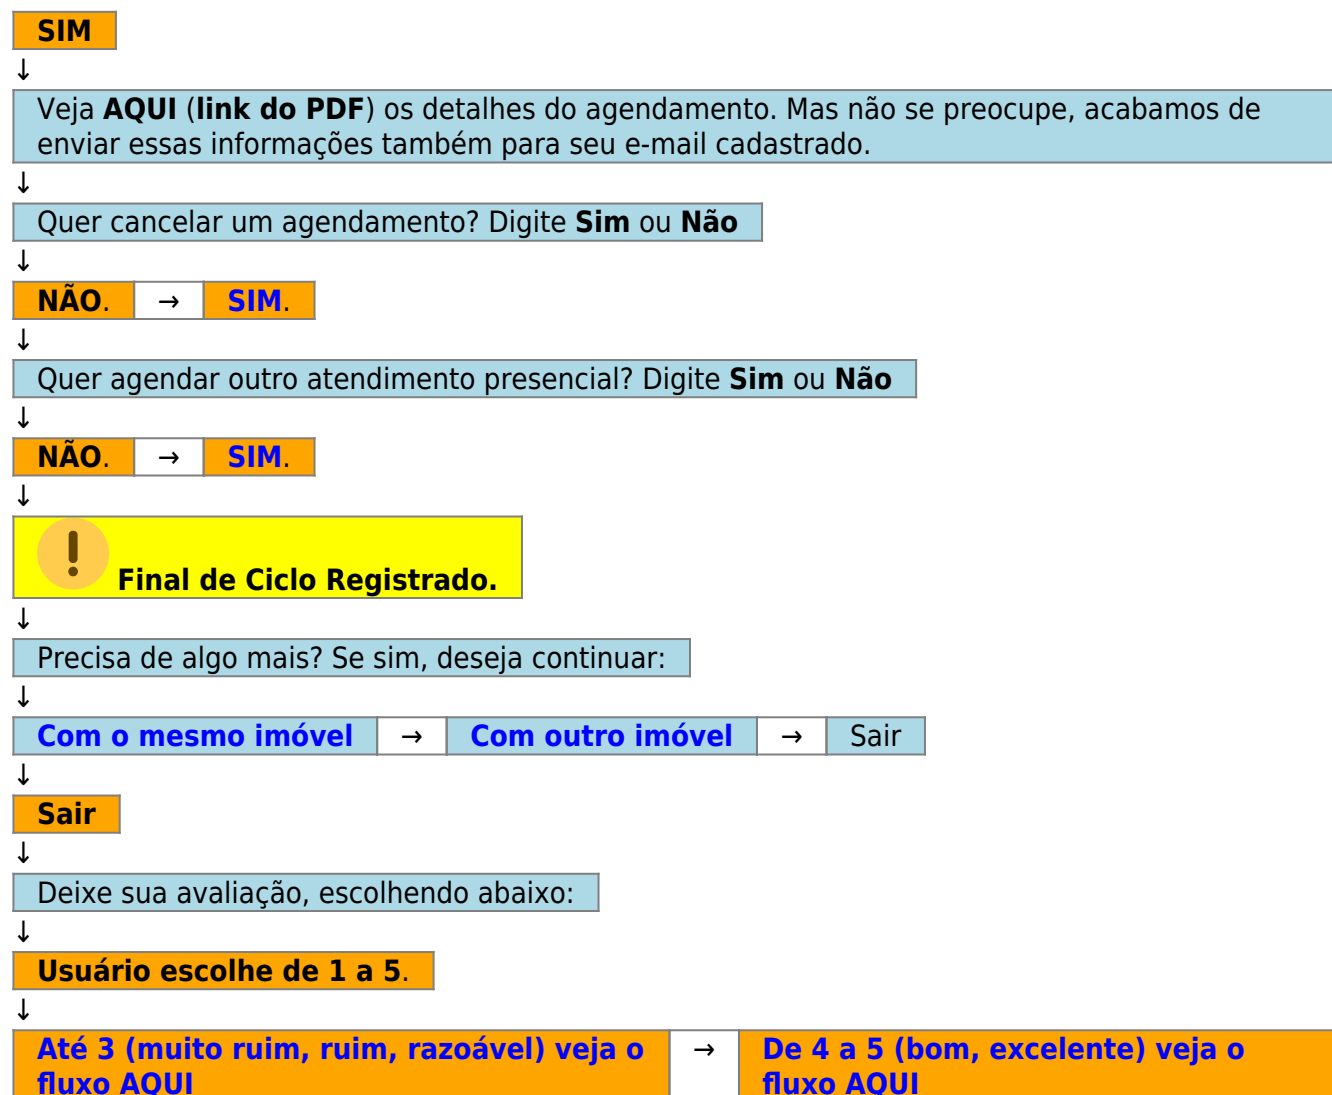 SIM
↓
Veja AQUI (link do PDF) os detalhes do agendamento. Mas não se preocupe, acabamos de
enviar essas informações também para seu e-mail cadastrado.
↓
Quer cancelar um agendamento? Digite Sim ou Não
↓
NÃO. → SIM.
↓
Quer agendar outro atendimento presencial? Digite Sim ou Não
↓
NÃO. → SIM.
↓
Final de Ciclo Registrado.
↓
Precisa de algo mais? Se sim, deseja continuar:
↓
Com o mesmo imóvel → Com outro imóvel → Sair
↓
Sair
↓
Deixe sua avaliação, escolhendo abaixo:
↓
Usuário escolhe de 1 a 5.
↓
Até 3 (muito ruim, ruim, razoável) veja o
fluxo AQUI
→
De 4 a 5 (bom, excelente) veja o
fluxo AQUI